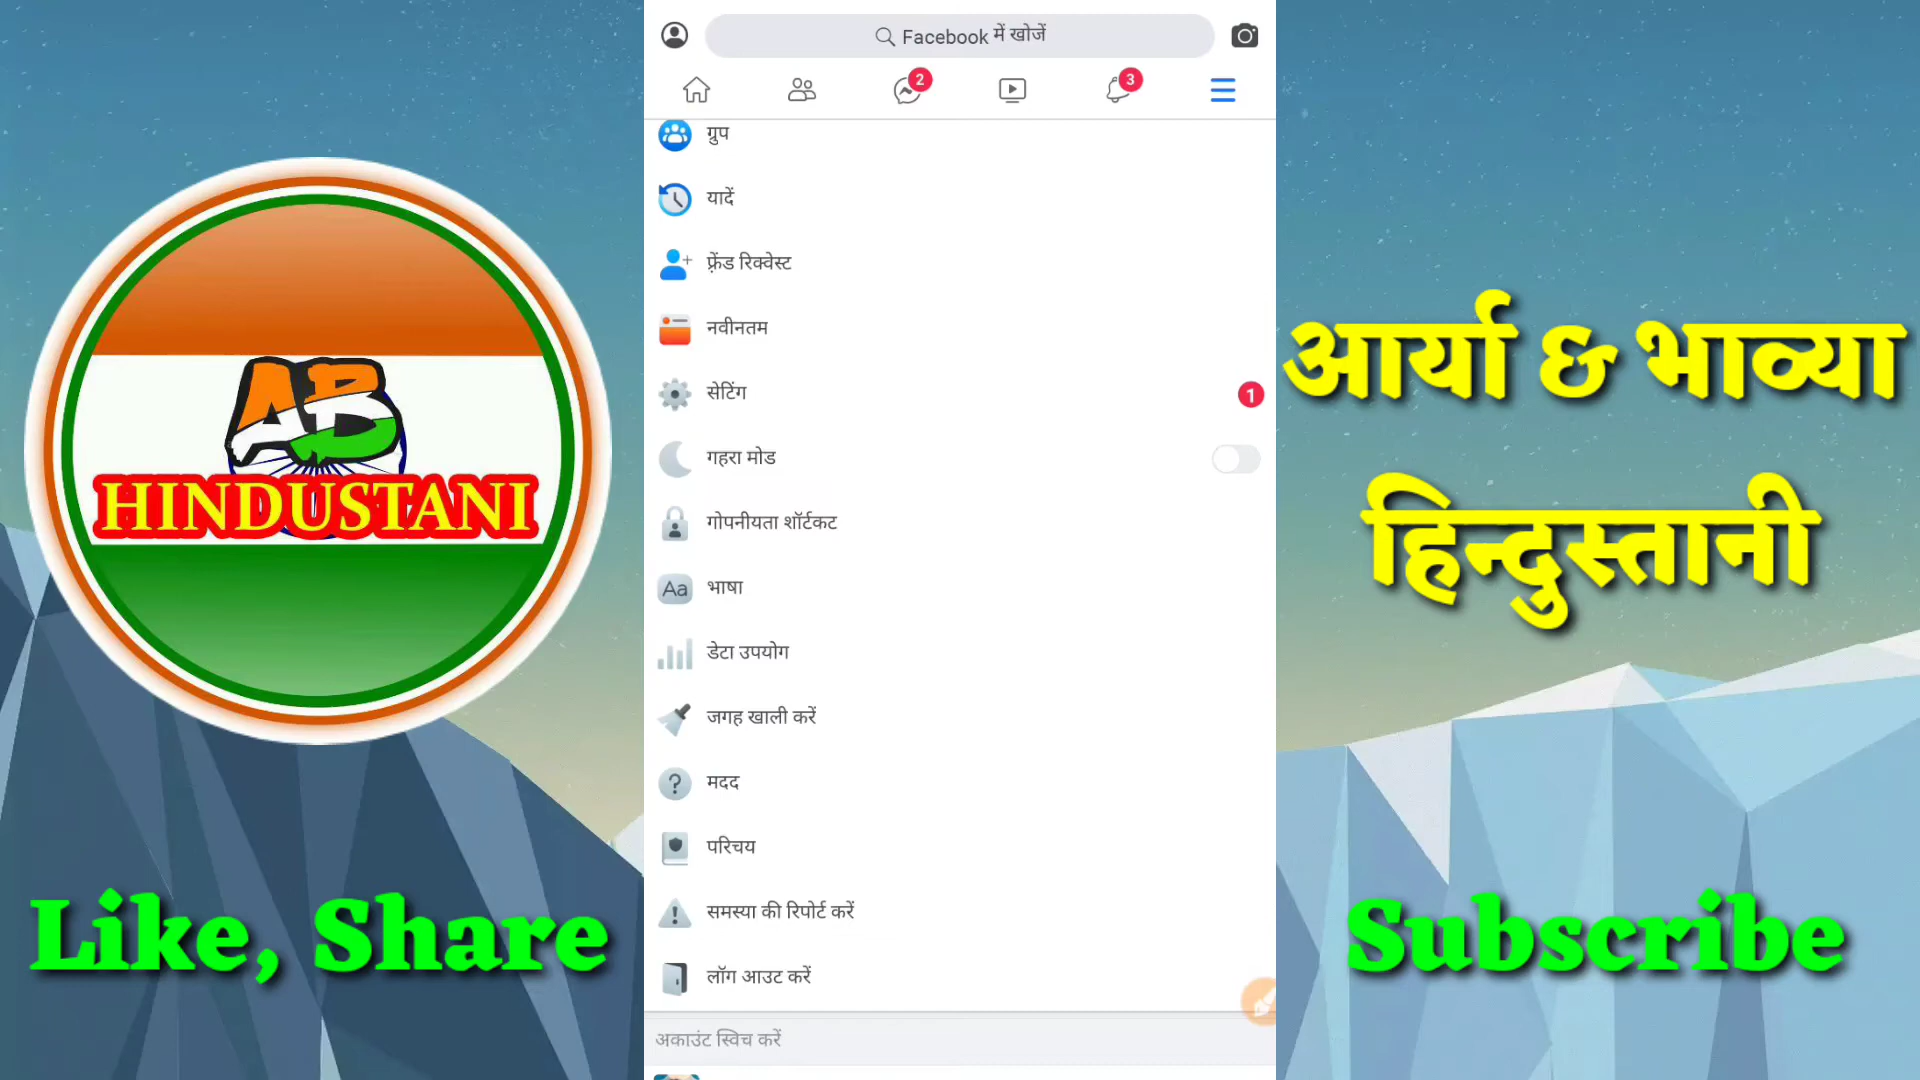 Facebook में खोजें
2
3
ग्रुप
यादें
फ़्रेंड रिक्वेस्ट
नवीनतम
सेटिंग
1
गहरा मोड
गोपनीयता शॉर्टकट
Aa
भाषा
डेटा उपयोग
जगह खाली करें
?
मदद
परिचय
समस्या की रिपोर्ट करें
लॉग आउट करें
अकाउंट स्विच करें
AB
HINDUSTANI
Like, Share
आर्या & भाव्या
हिन्दुस्तानी
Subscribe